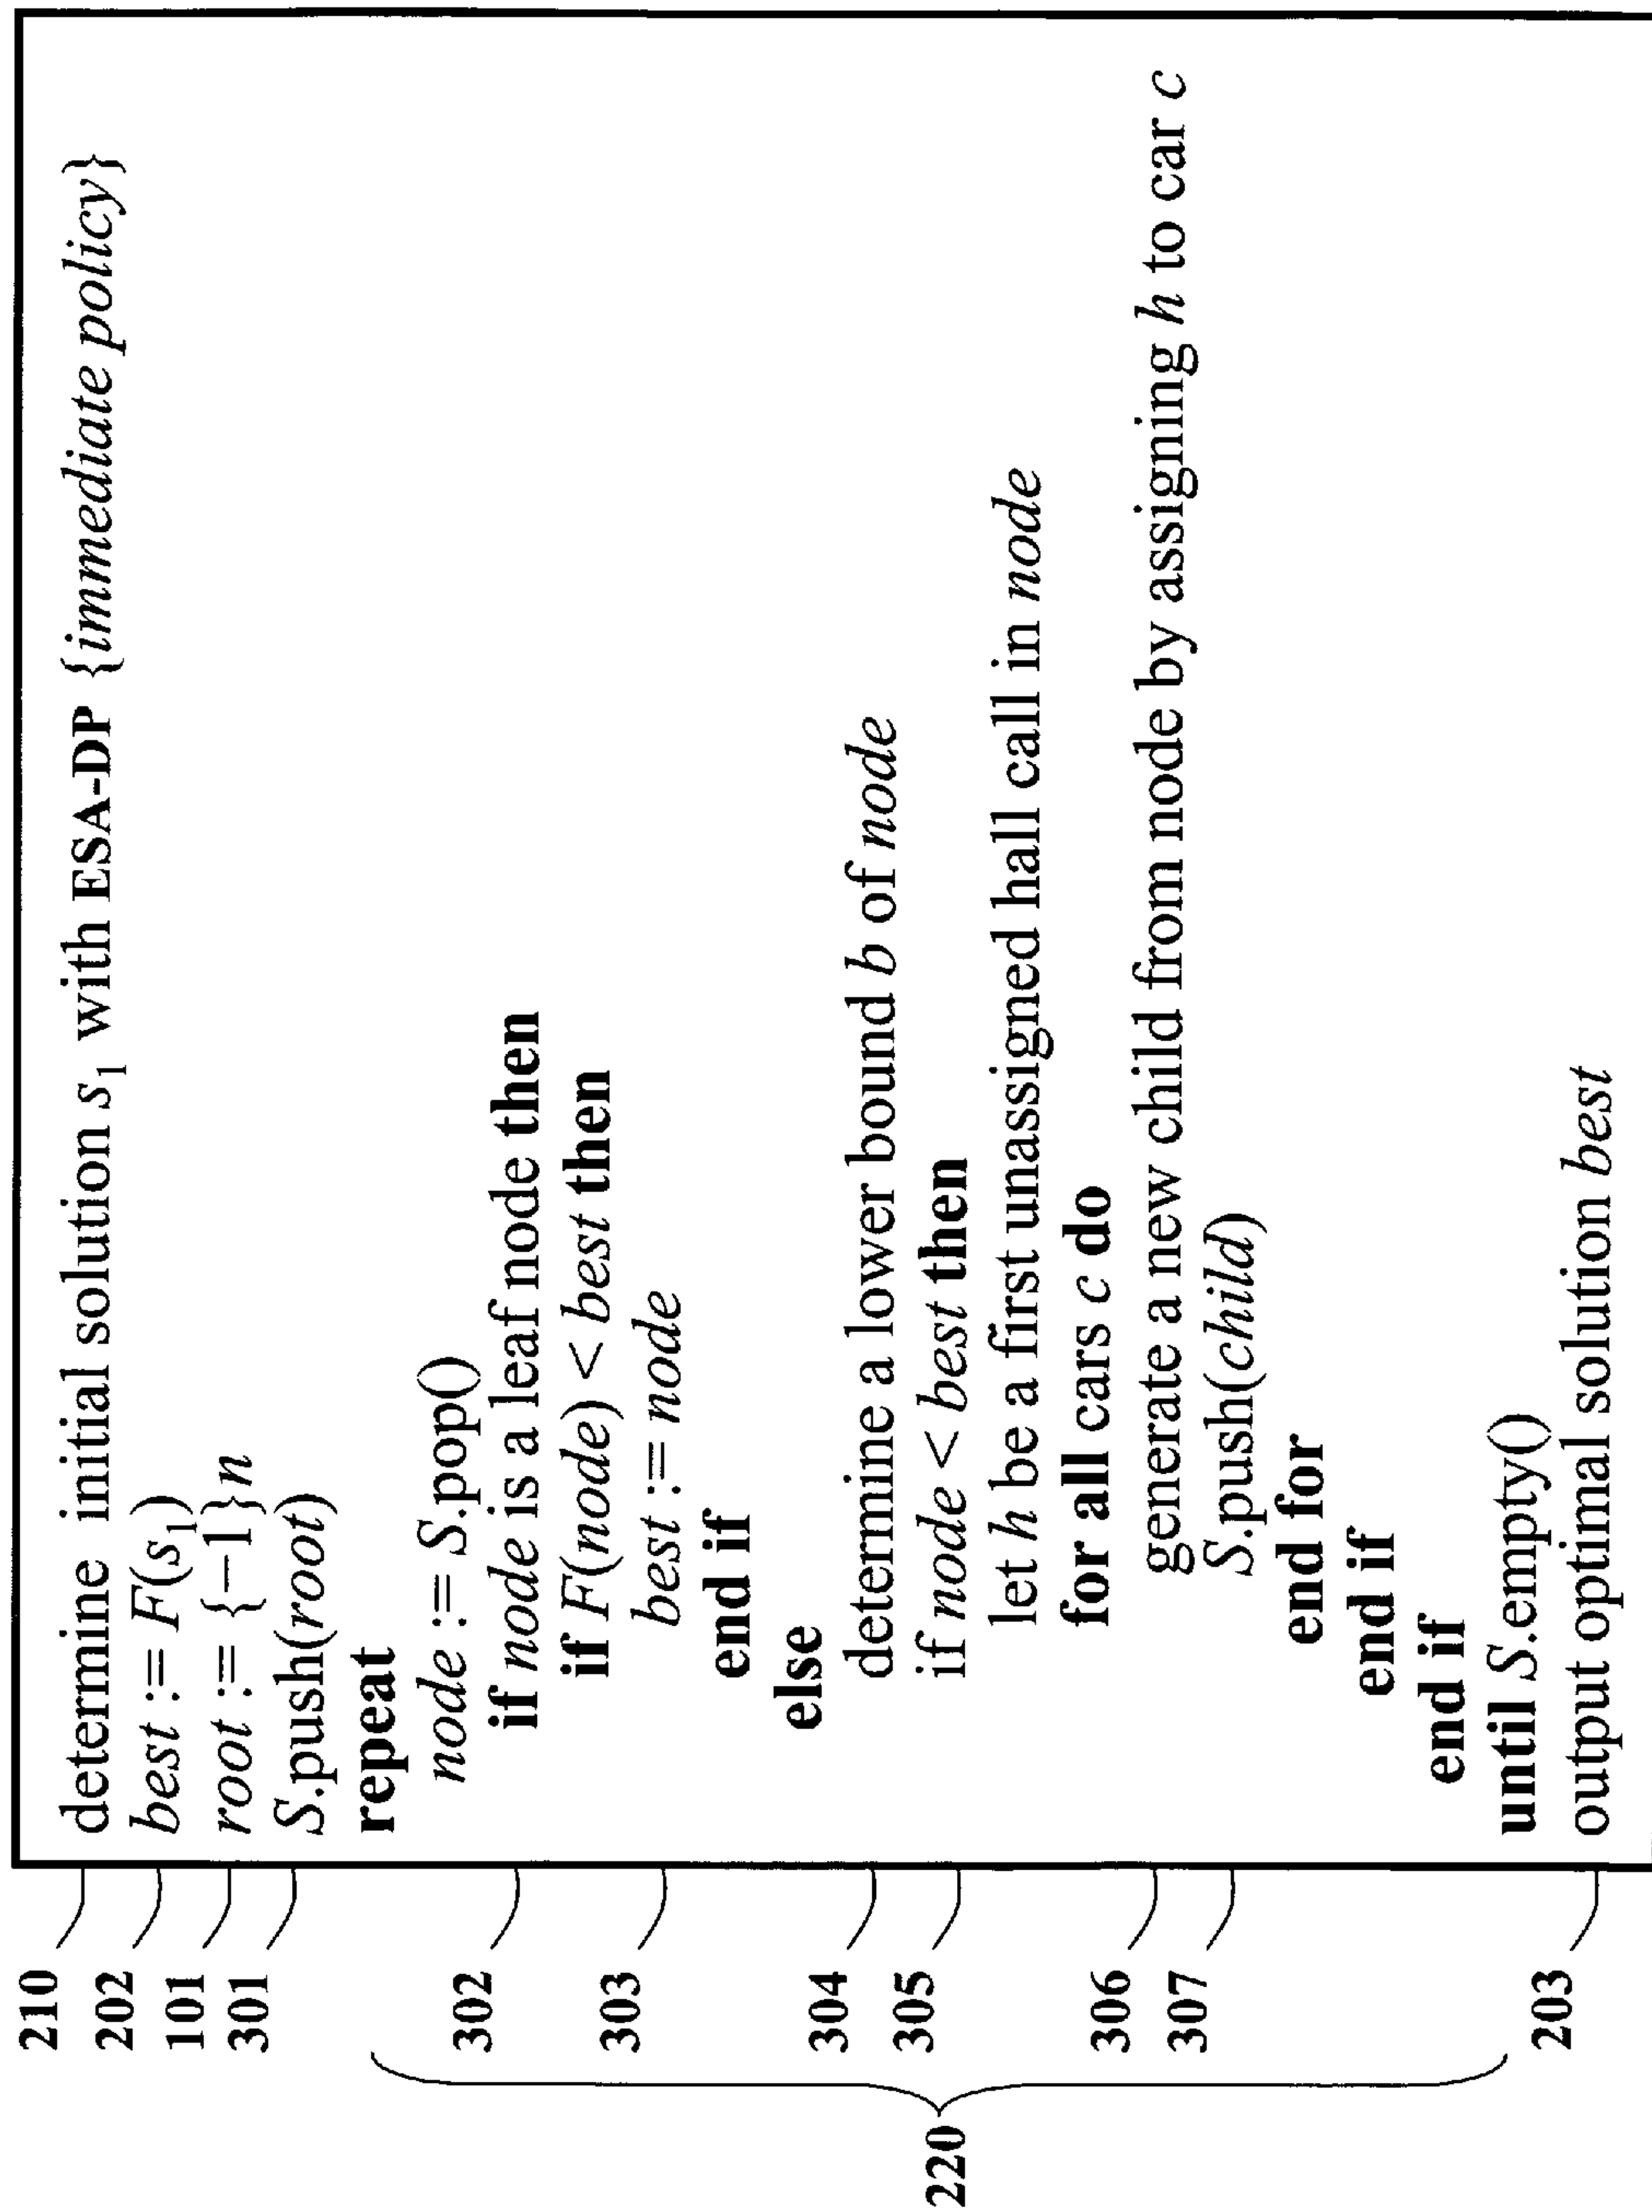 210 determine initial solution s₁ with ESA-DP {immediate policy}
202 best := F(s₁)
101 root := {−1}n
301 S.push(root)
repeat
node := S.pop()
302 if node is a leaf node then
if F(node) < best then
303 best := node
end if
else
304 determine a lower bound b of node
305 if node < best then
let h be a first unassigned hall call in node
for all cars c do
306 generate a new child from node by assigning h to car c
307 S.push(child)
end for
end if
end if
until S.empty()
203 output optimal solution best
220